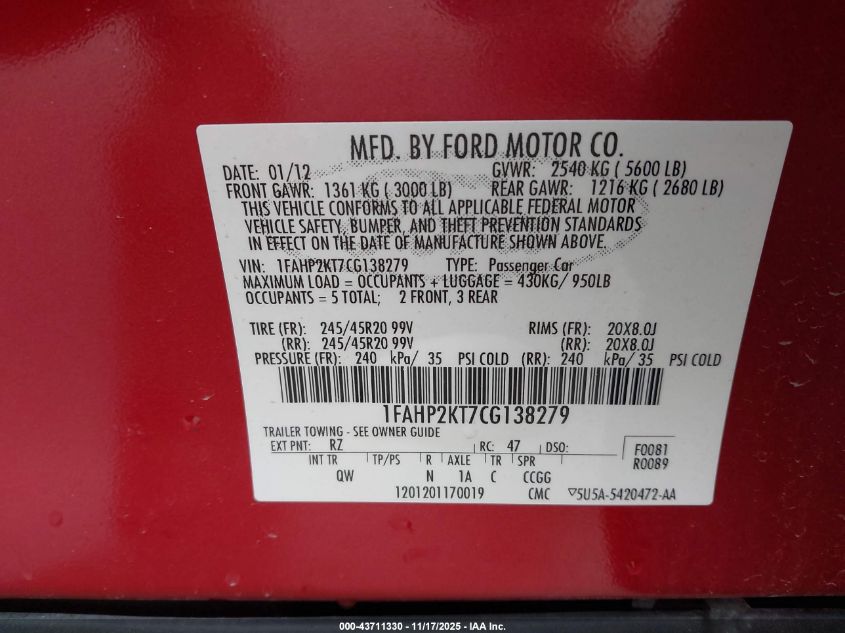 MFD. BY FORD MOTOR CO.
DATE: 01/12 GVWR: 2540 KG ( 5600 LB)
FRONT GAWR: 1361 KG ( 3000 LB) REAR GAWR: 1216 KG ( 2680 LB)
THIS VEHICLE CONFORMS TO ALL APPLICABLE FEDERAL MOTOR
VEHICLE SAFETY, BUMPER, AND THEFT PREVENTION STANDARDS
IN EFFECT ON THE DATE OF MANUFACTURE SHOWN ABOVE.
VIN: 1FAHP2KT7CG138279 TYPE: Passenger Car
MAXIMUM LOAD = OCCUPANTS + LUGGAGE = 430KG/ 950LB
OCCUPANTS = 5 TOTAL; 2 FRONT, 3 REAR
TIRE (FR): 245/45R20 99V RIMS (FR): 20X8.0J
(RR): 245/45R20 99V (RR): 20X8.0J
PRESSURE (FR): 240 kPa/ 35 PSI COLD (RR): 240 kPa/ 35 PSI COLD
1FAHP2KT7CG138279
TRAILER TOWING - SEE OWNER GUIDE
EXT PNT: RZ RC: 47 DSO: F0081
R0089
INT TR TP/PS R AXLE TR SPR
QW N 1A C CCGG
1201201170019 CMC 5U5A-5420472-AA
000-43711330 - 11/17/2025 - IAA Inc.